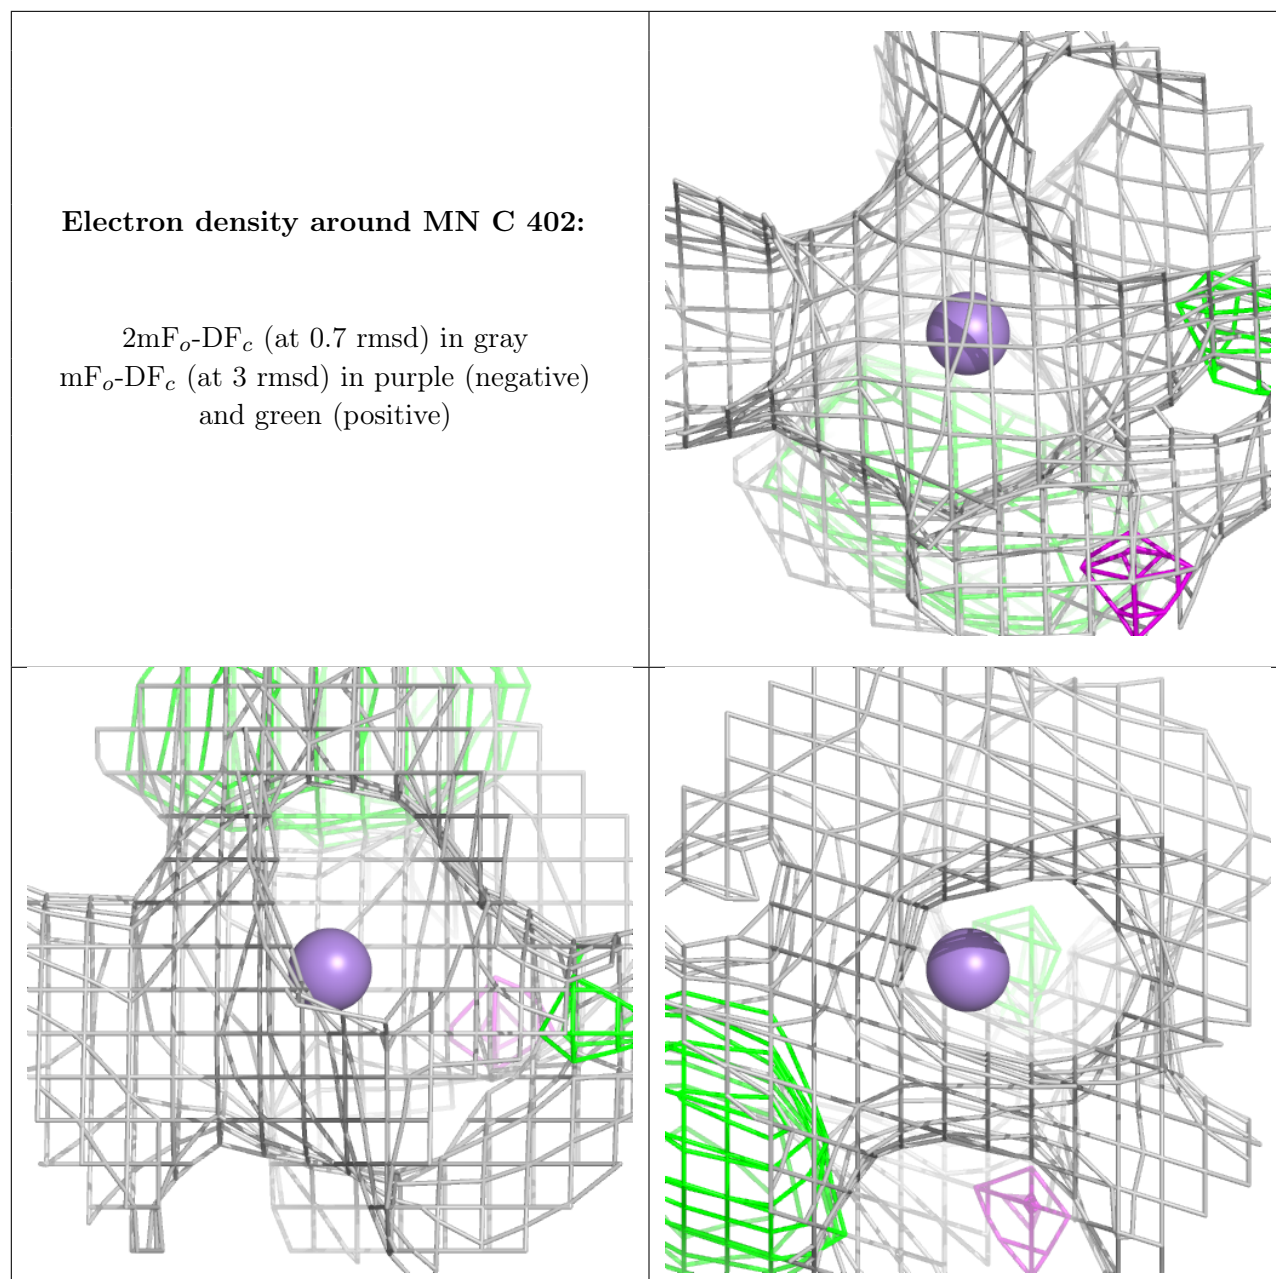 Electron density around MN C 402:
2mFo-DFc (at 0.7 rmsd) in gray
mFo-DFc (at 3 rmsd) in purple (negative)
and green (positive)